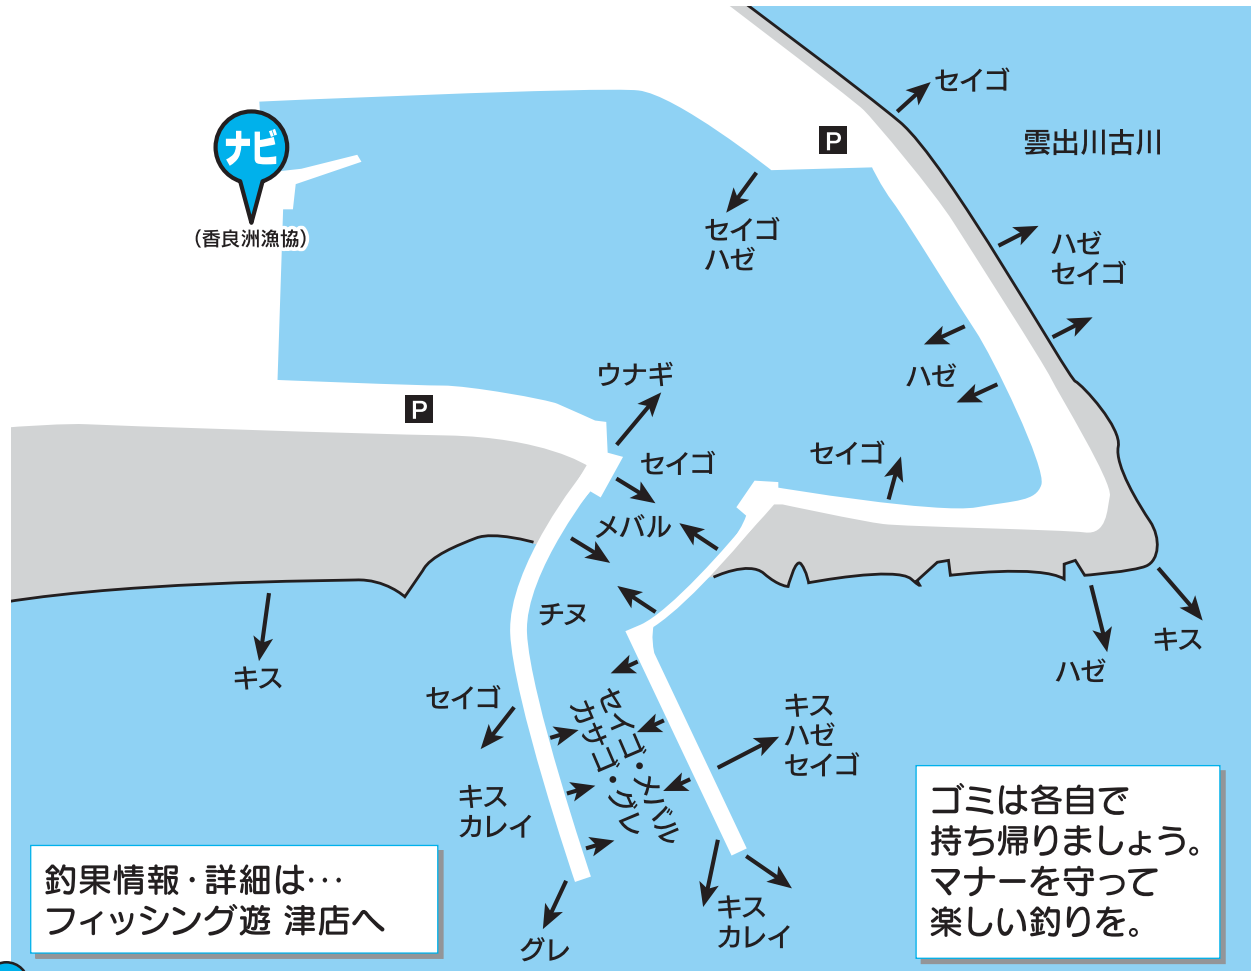 セイゴ
雲出川古川
P
ナビ
(香良洲漁協)
セイゴ
ハゼ
ハゼ
セイゴ
ハゼ
ウナギ
P
セイゴ
セイゴ
メバル
チヌ
キス
ハゼ
キス
セイゴ
セイゴ・メバル
カサゴ・グレ
キス
ハゼ
セイゴ
キス
カレイ
キス
カレイ
グレ
釣果情報・詳細は…
フィッシング遊 津店へ
ゴミは各自で
持ち帰りましょう。
マナーを守って
楽しい釣りを。